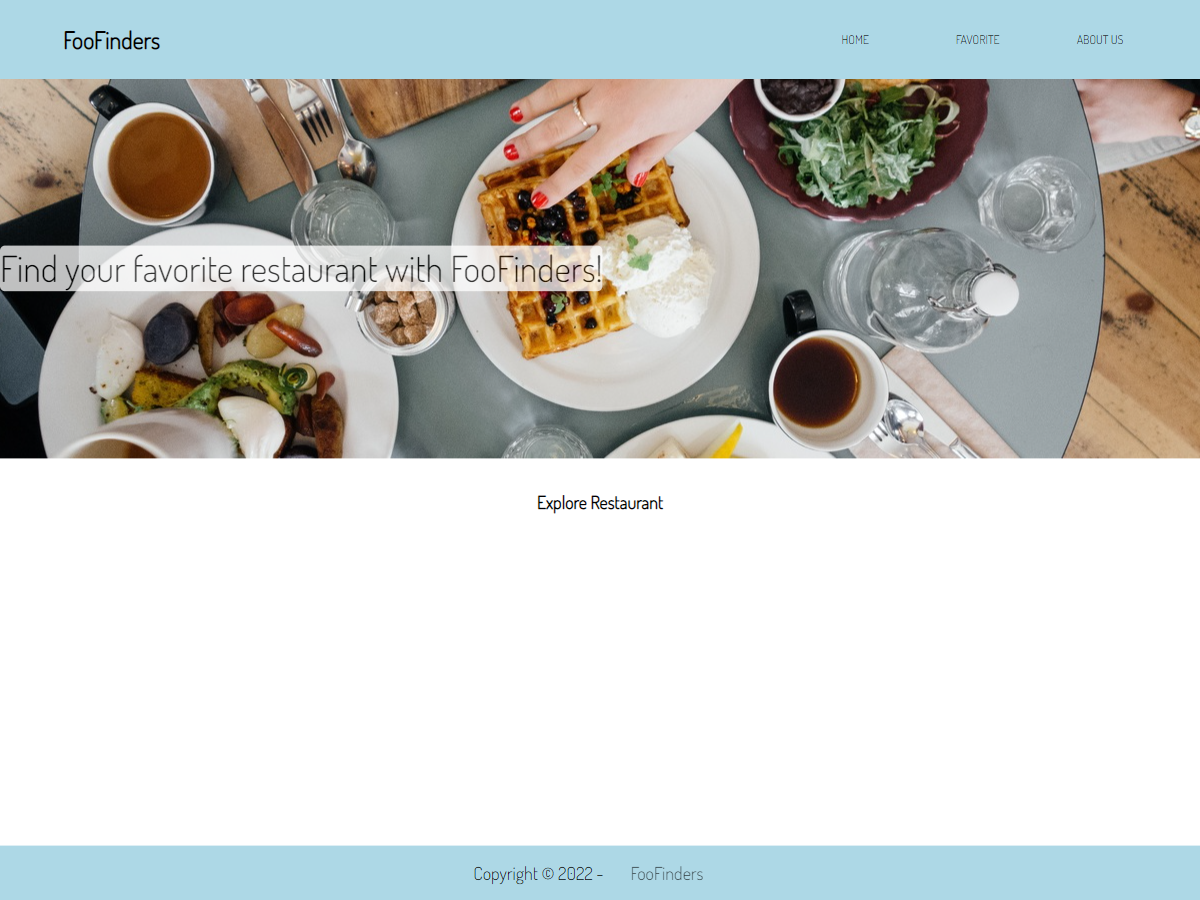 FooFinders
HOME FAVORITE ABOUT US
Find your favorite restaurant with FooFinders!
Explore Restaurant
Copyright © 2022 - FooFinders